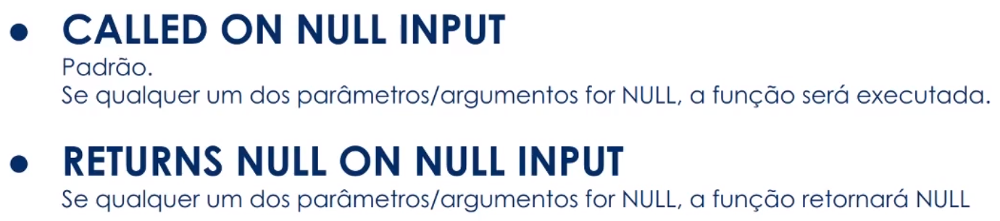 ● CALLED ON NULL INPUT
Padrão.
Se qualquer um dos parâmetros/argumentos for NULL, a função será executada.
● RETURNS NULL ON NULL INPUT
Se qualquer um dos parâmetros/argumentos for NULL, a função retornará NULL